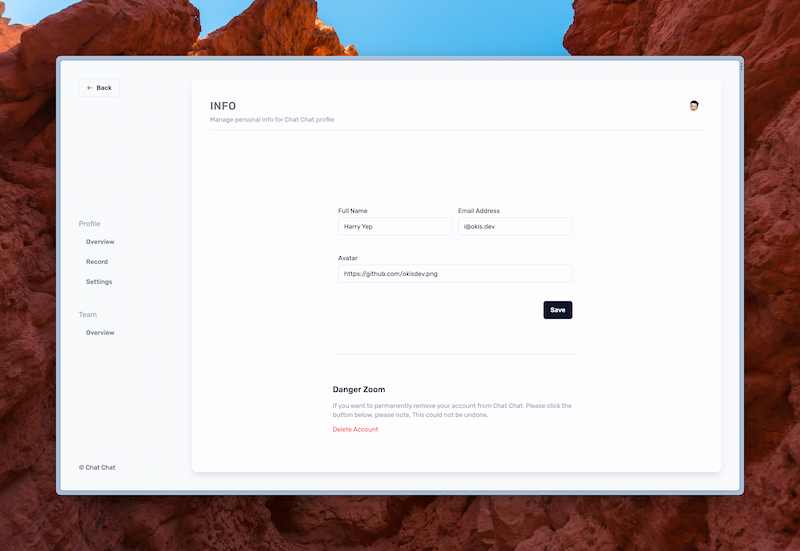 ← Back
INFO
Manage personal info for Chat Chat profile
Profile
Overview
Record
Settings
Team
Overview
Full Name
Email Address
Harry Yep
i@okis.dev
Avatar
https://github.com/okisdev.png
Save
Danger Zoom
If you want to permanently remove your account from Chat Chat. Please click the
button below, please note, This could not be undone.
Delete Account
© Chat Chat